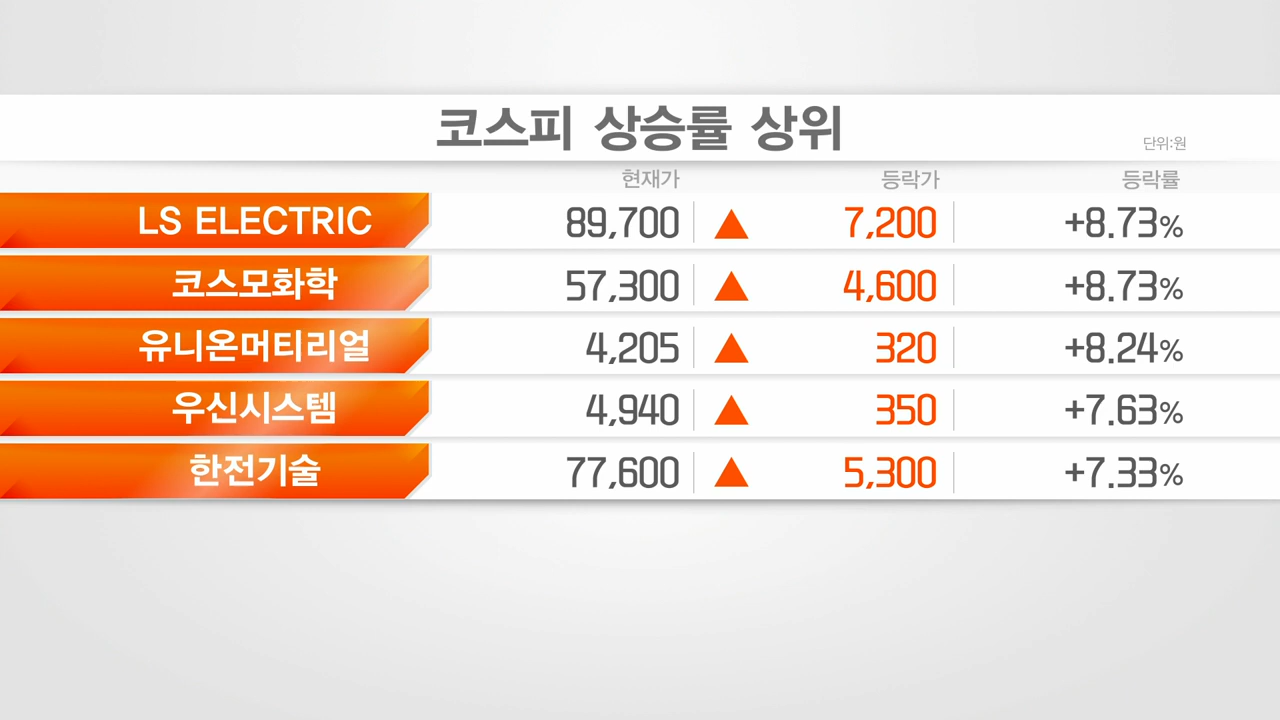 코스피 상승률 상위
단위:원
현재가 등락가 등락률
LS ELECTRIC 89,700 ▲ 7,200 +8.73%
코스모화학 57,300 ▲ 4,600 +8.73%
유니온머티리얼 4,205 ▲ 320 +8.24%
우신시스템 4,940 ▲ 350 +7.63%
한전기술 77,600 ▲ 5,300 +7.33%